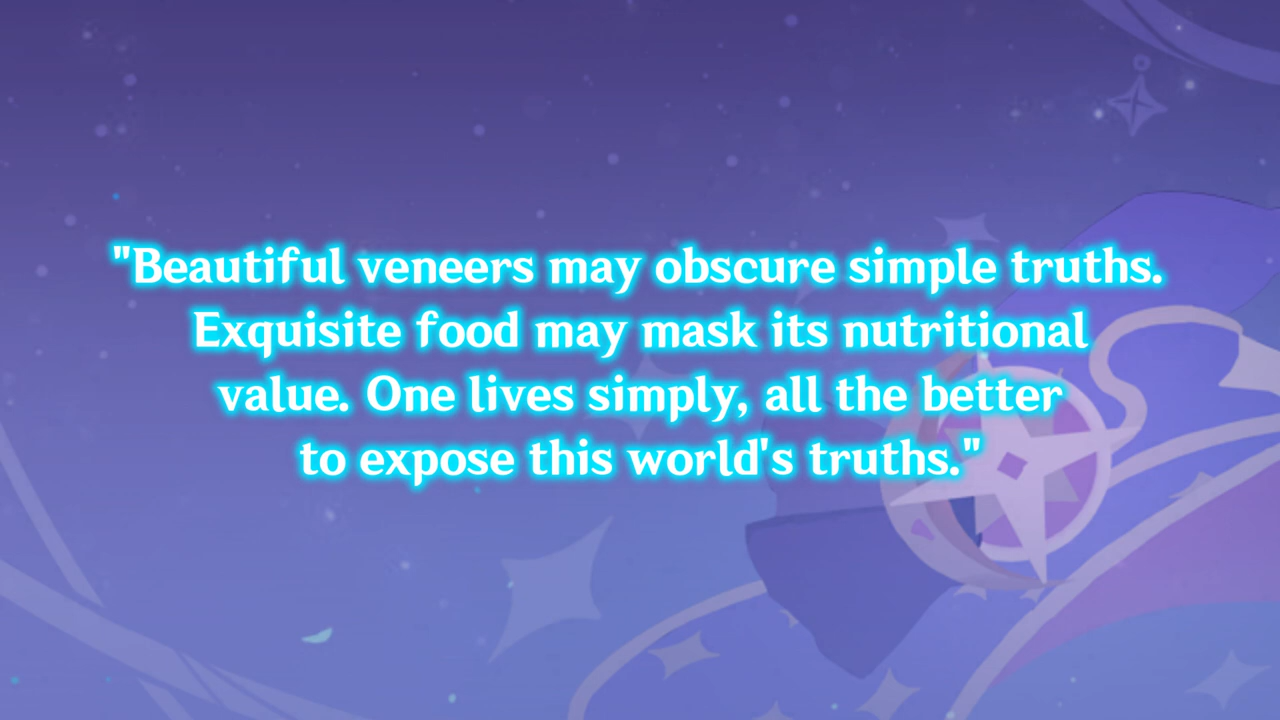 "Beautiful veneers may obscure simple truths.
Exquisite food may mask its nutritional
value. One lives simply, all the better
to expose this world's truths."